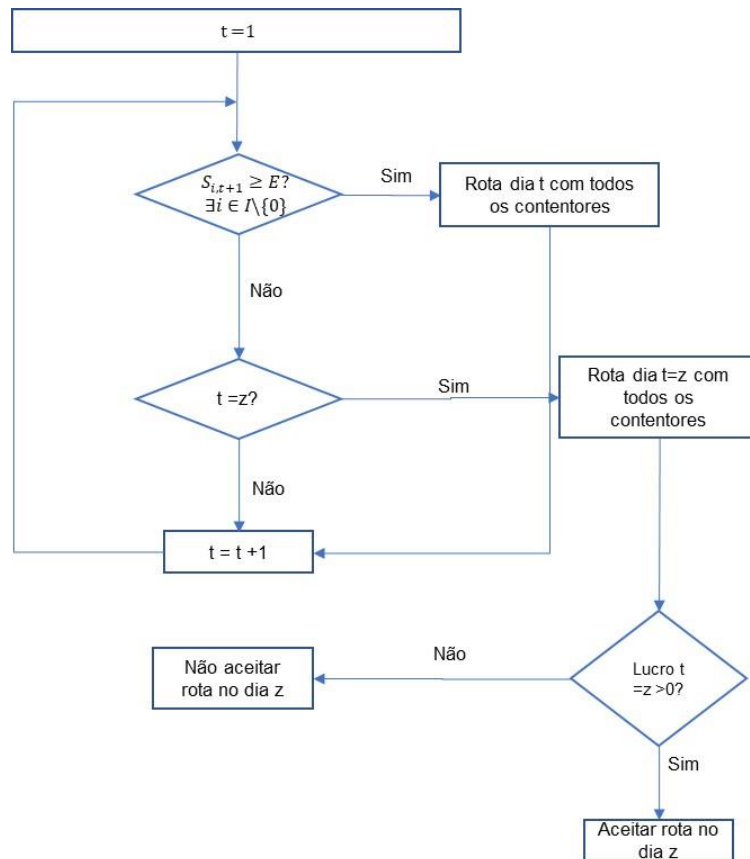 t =1
S_{i,t+1} ≥ E?
∃i ∈ I\{0}
Sim
Rota dia t com todos
os contentores
Não
t =z?
Sim
Rota dia t=z com
todos os
contentores
Não
t = t +1
Não aceitar
rota no dia z
Não
Lucro t
=z >0?
Sim
Aceitar rota no
dia z